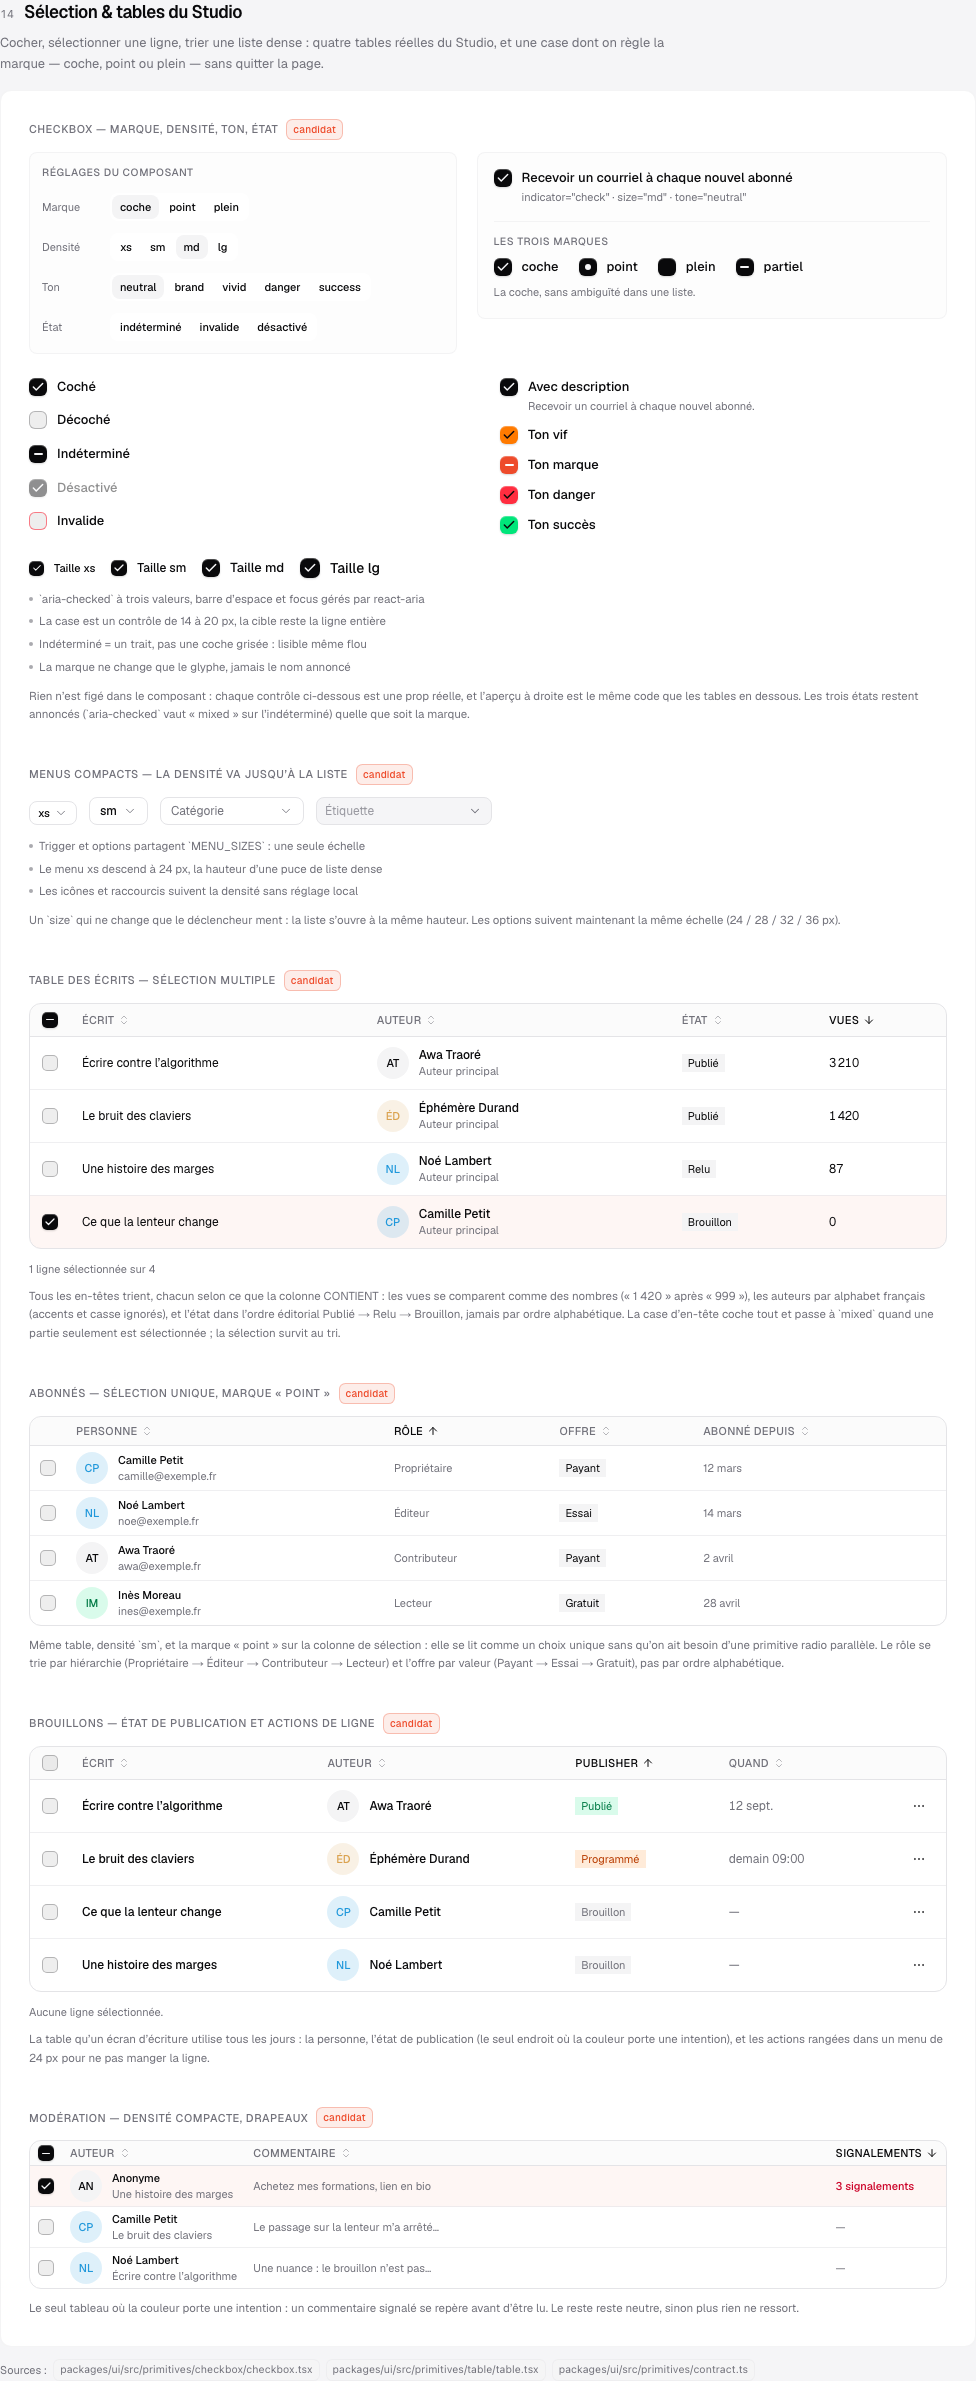 14 Sélection & tables du Studio
Cocher, sélectionner une ligne, trier une liste dense : quatre tables réelles du Studio, et une case dont on règle la
marque — coche, point ou plein — sans quitter la page.
CHECKBOX — MARQUE, DENSITÉ, TON, ÉTAT candidat
RÉGLAGES DU COMPOSANT
Marque coche point plein
Densité xs sm md lg
Ton neutral brand vivid danger success
État indéterminé invalide désactivé
Recevoir un courriel à chaque nouvel abonné
indicator="check" · size="md" · tone="neutral"
LES TROIS MARQUES
coche point plein partiel
La coche, sans ambiguïté dans une liste.
Coché
Décoché
Indéterminé
Désactivé
Invalide
Avec description
Recevoir un courriel à chaque nouvel abonné.
Ton vif
Ton marque
Ton danger
Ton succès
Taille xs Taille sm Taille md Taille lg
• `aria-checked` à trois valeurs, barre d'espace et focus gérés par react-aria
• La case est un contrôle de 14 à 20 px, la cible reste la ligne entière
• Indéterminé = un trait, pas une coche grisée : lisible même flou
• La marque ne change que le glyphe, jamais le nom annoncé
Rien n'est figé dans le composant : chaque contrôle ci-dessous est une prop réelle, et l'aperçu à droite est le même code que les tables en dessous. Les trois états restent
annoncés (`aria-checked` vaut « mixed » sur l'indéterminé) quelle que soit la marque.
MENUS COMPACTS — LA DENSITÉ VA JUSQU'À LA LISTE candidat
xs sm Catégorie Étiquette
• Trigger et options partagent `MENU_SIZES` : une seule échelle
• Le menu xs descend à 24 px, la hauteur d'une puce de liste dense
• Les icônes et raccourcis suivent la densité sans réglage local
Un `size` qui ne change que le déclencheur ment : la liste s'ouvre à la même hauteur. Les options suivent maintenant la même échelle (24 / 28 / 32 / 36 px).
TABLE DES ÉCRITS — SÉLECTION MULTIPLE candidat
ÉCRIT AUTEUR ÉTAT VUES ↓
Écrire contre l'algorithme AT Awa Traoré Publié 3 210
Auteur principal
Le bruit des claviers ÉD Éphémère Durand Publié 1 420
Auteur principal
Une histoire des marges NL Noé Lambert Relu 87
Auteur principal
Ce que la lenteur change CP Camille Petit Brouillon 0
Auteur principal
1 ligne sélectionnée sur 4
Tous les en-têtes trient, chacun selon ce que la colonne CONTIENT : les vues se comparent comme des nombres (« 1 420 » après « 999 »), les auteurs par alphabet français
(accents et casse ignorés), et l'état dans l'ordre éditorial Publié → Relu → Brouillon, jamais par ordre alphabétique. La case d'en-tête coche tout et passe à `mixed` quand une
partie seulement est sélectionnée ; la sélection survit au tri.
ABONNÉS — SÉLECTION UNIQUE, MARQUE « POINT » candidat
PERSONNE RÔLE ↑ OFFRE ABONNÉ DEPUIS
CP Camille Petit Propriétaire Payant 12 mars
camille@exemple.fr
NL Noé Lambert Éditeur Essai 14 mars
noe@exemple.fr
AT Awa Traoré Contributeur Payant 2 avril
awa@exemple.fr
IM Inès Moreau Lecteur Gratuit 28 avril
ines@exemple.fr
Même table, densité `sm`, et la marque « point » sur la colonne de sélection : elle se lit comme un choix unique sans qu'on ait besoin d'une primitive radio parallèle. Le rôle se
trie par hiérarchie (Propriétaire → Éditeur → Contributeur → Lecteur) et l'offre par valeur (Payant → Essai → Gratuit), pas par ordre alphabétique.
BROUILLONS — ÉTAT DE PUBLICATION ET ACTIONS DE LIGNE candidat
ÉCRIT AUTEUR PUBLISHER ↑ QUAND
Écrire contre l'algorithme AT Awa Traoré Publié 12 sept. ...
Le bruit des claviers ÉD Éphémère Durand Programmé demain 09:00 ...
Ce que la lenteur change CP Camille Petit Brouillon — ...
Une histoire des marges NL Noé Lambert Brouillon — ...
Aucune ligne sélectionnée.
La table qu'un écran d'écriture utilise tous les jours : la personne, l'état de publication (le seul endroit où la couleur porte une intention), et les actions rangées dans un menu de
24 px pour ne pas manger la ligne.
MODÉRATION — DENSITÉ COMPACTE, DRAPEAUX candidat
AUTEUR COMMENTAIRE SIGNALEMENTS ↓
AN Anonyme Achetez mes formations, lien en bio 3 signalements
Une histoire des marges
CP Camille Petit Le passage sur la lenteur m'a arrêté... —
Le bruit des claviers
NL Noé Lambert Une nuance : le brouillon n'est pas... —
Écrire contre l'algorithme
Le seul tableau où la couleur porte une intention : un commentaire signalé se repère avant d'être lu. Le reste reste neutre, sinon plus rien ne ressort.
Sources : packages/ui/src/primitives/checkbox/checkbox.tsx packages/ui/src/primitives/table/table.tsx packages/ui/src/primitives/contract.ts